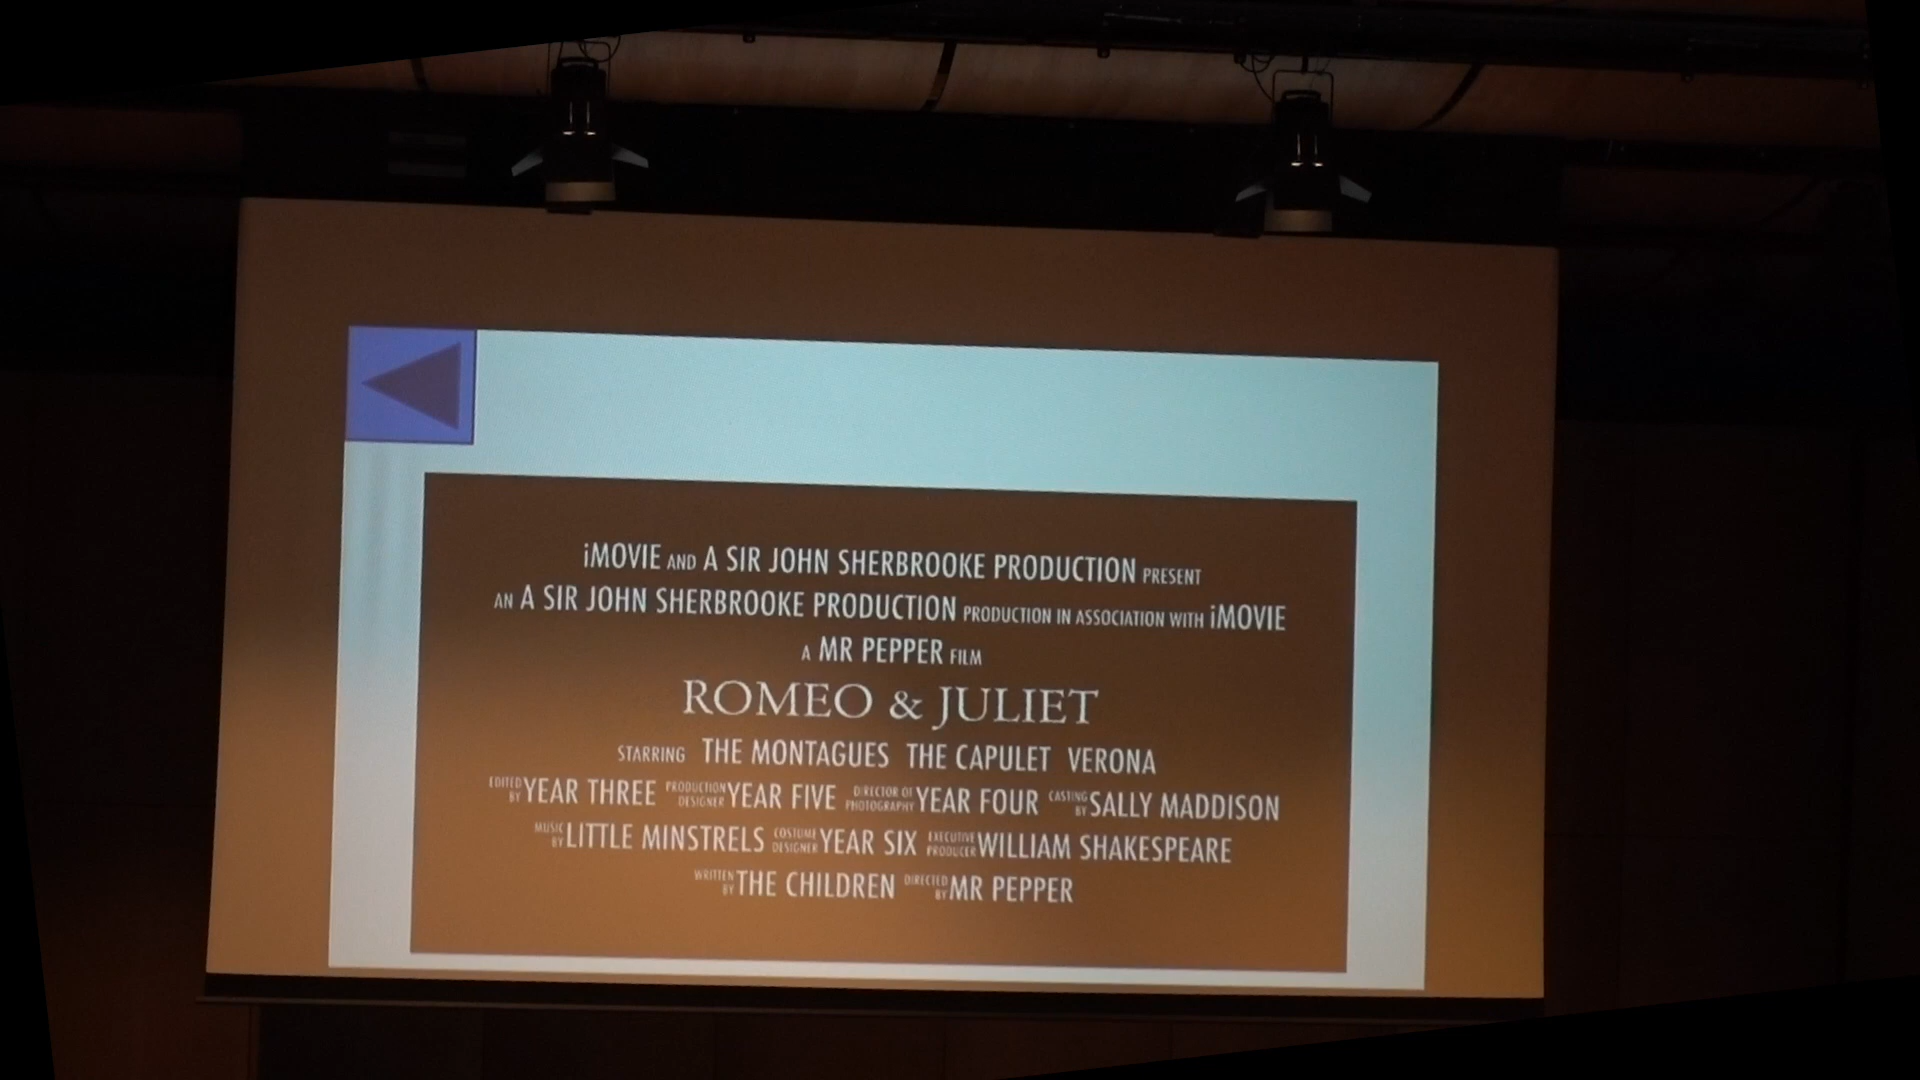 iMOVIE AND A SIR JOHN SHERBROOKE PRODUCTION PRESENT
AN A SIR JOHN SHERBROOKE PRODUCTION PRODUCTION IN ASSOCIATION WITH iMOVIE
A MR PEPPER FILM
ROMEO & JULIET
STARRING THE MONTAGUES THE CAPULET VERONA
EDITED BY YEAR THREE PRODUCTION DESIGNER YEAR FIVE DIRECTOR OF PHOTOGRAPHY YEAR FOUR CASTING BY SALLY MADDISON
MUSIC BY LITTLE MINSTRELS COSTUME DESIGNER YEAR SIX EXECUTIVE PRODUCER WILLIAM SHAKESPEARE
WRITTEN BY THE CHILDREN DIRECTED BY MR PEPPER